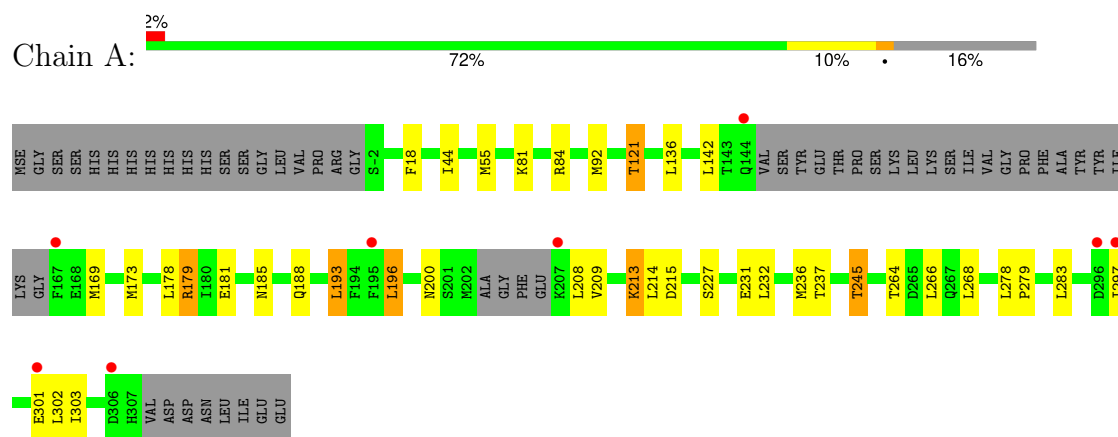 2%
Chain A:
72% 10% • 16%
MSE GLY SER SER HIS HIS HIS HIS HIS HIS SER SER GLY LEU VAL PRO ARG GLY S-2 F18 I44 M55 K81 R84 M92 T121 L136 L142 T143 Q144 VAL SER TYR GLU THR PRO SER LYS LEU LYS SER ILE VAL GLY PRO PHE ALA TYR TYR ILE
LYS GLY F167 E168 M169 M173 L178 R179 I180 E181 N185 Q188 L193 F194 F195 L196 N200 S201 M202 ALA GLY PHE GLU K207 L208 V209 K213 L214 D215 S227 E231 L232 M236 T237 T245 T264 D265 L266 Q267 L268 L278 P279 L283 D296
E301 L302 I303 D306 H307 VAL ASP ASP ASN LEU ILE GLU GLU